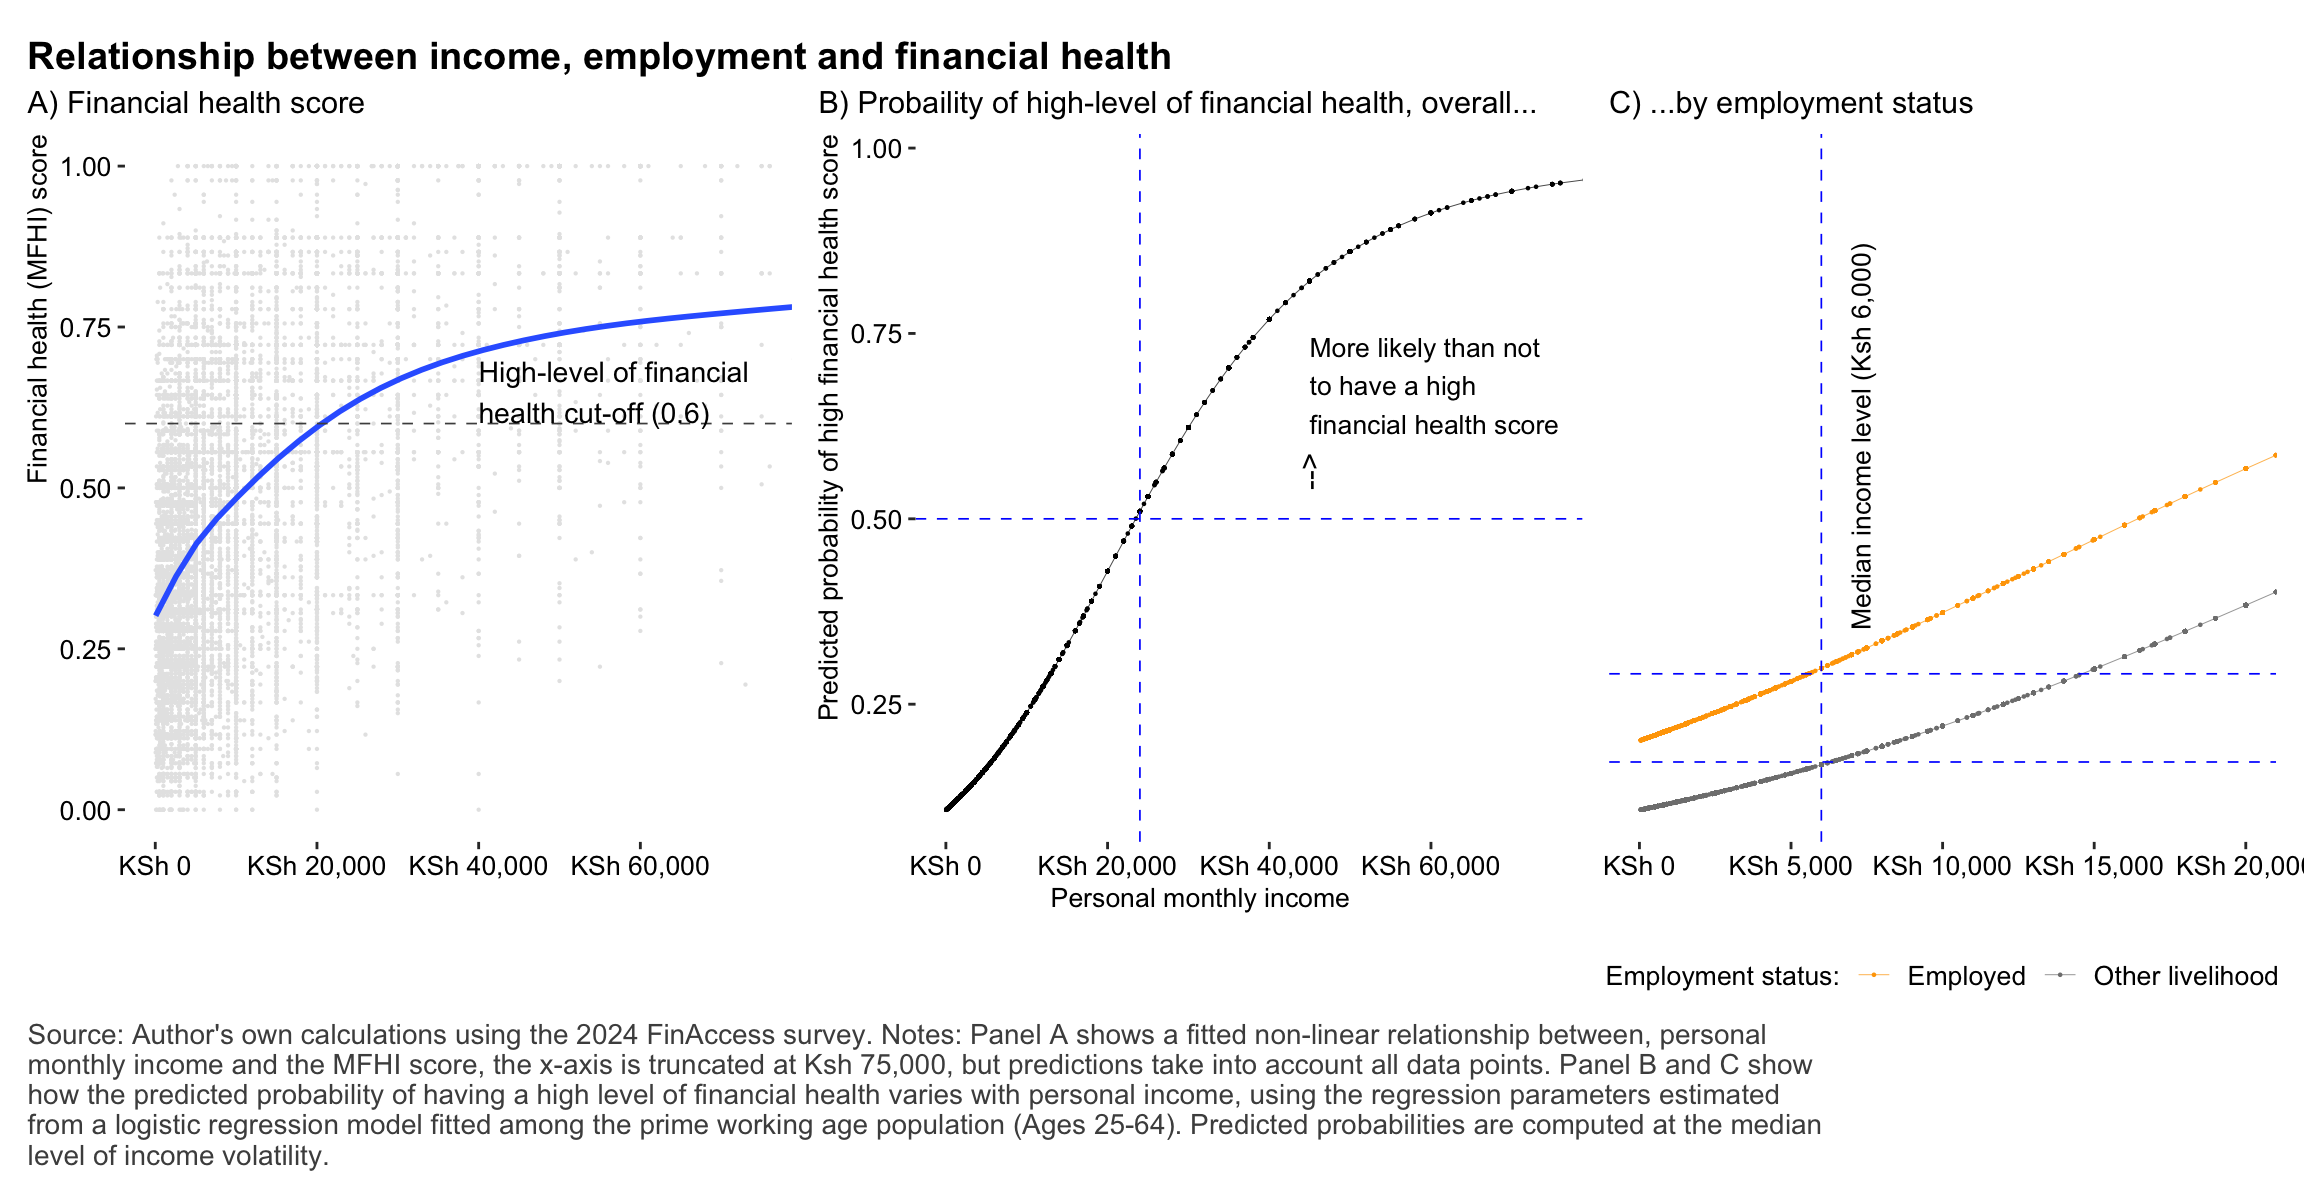 Relationship between income, employment and financial health
A) Financial health score
Financial health (MFHI) score
1.00
0.75
0.50
0.25
0.00
High-level of financial
health cut-off (0.6)
KSh 0
KSh 20,000
KSh 40,000
KSh 60,000
B) Probaility of high-level of financial health, overall...
Predicted probability of high financial health score
1.00
0.75
0.50
0.25
More likely than not
to have a high
financial health score
-->
KSh 0
KSh 20,000
KSh 40,000
KSh 60,000
Personal monthly income
C) ...by employment status
Median income level (Ksh 6,000)
KSh 0
KSh 5,000
KSh 10,000
KSh 15,000
KSh 20,000
Employment status:
Employed
Other livelihood
Source: Author's own calculations using the 2024 FinAccess survey. Notes: Panel A shows a fitted non-linear relationship between, personal
monthly income and the MFHI score, the x-axis is truncated at Ksh 75,000, but predictions take into account all data points. Panel B and C show
how the predicted probability of having a high level of financial health varies with personal income, using the regression parameters estimated
from a logistic regression model fitted among the prime working age population (Ages 25-64). Predicted probabilities are computed at the median
level of income volatility.